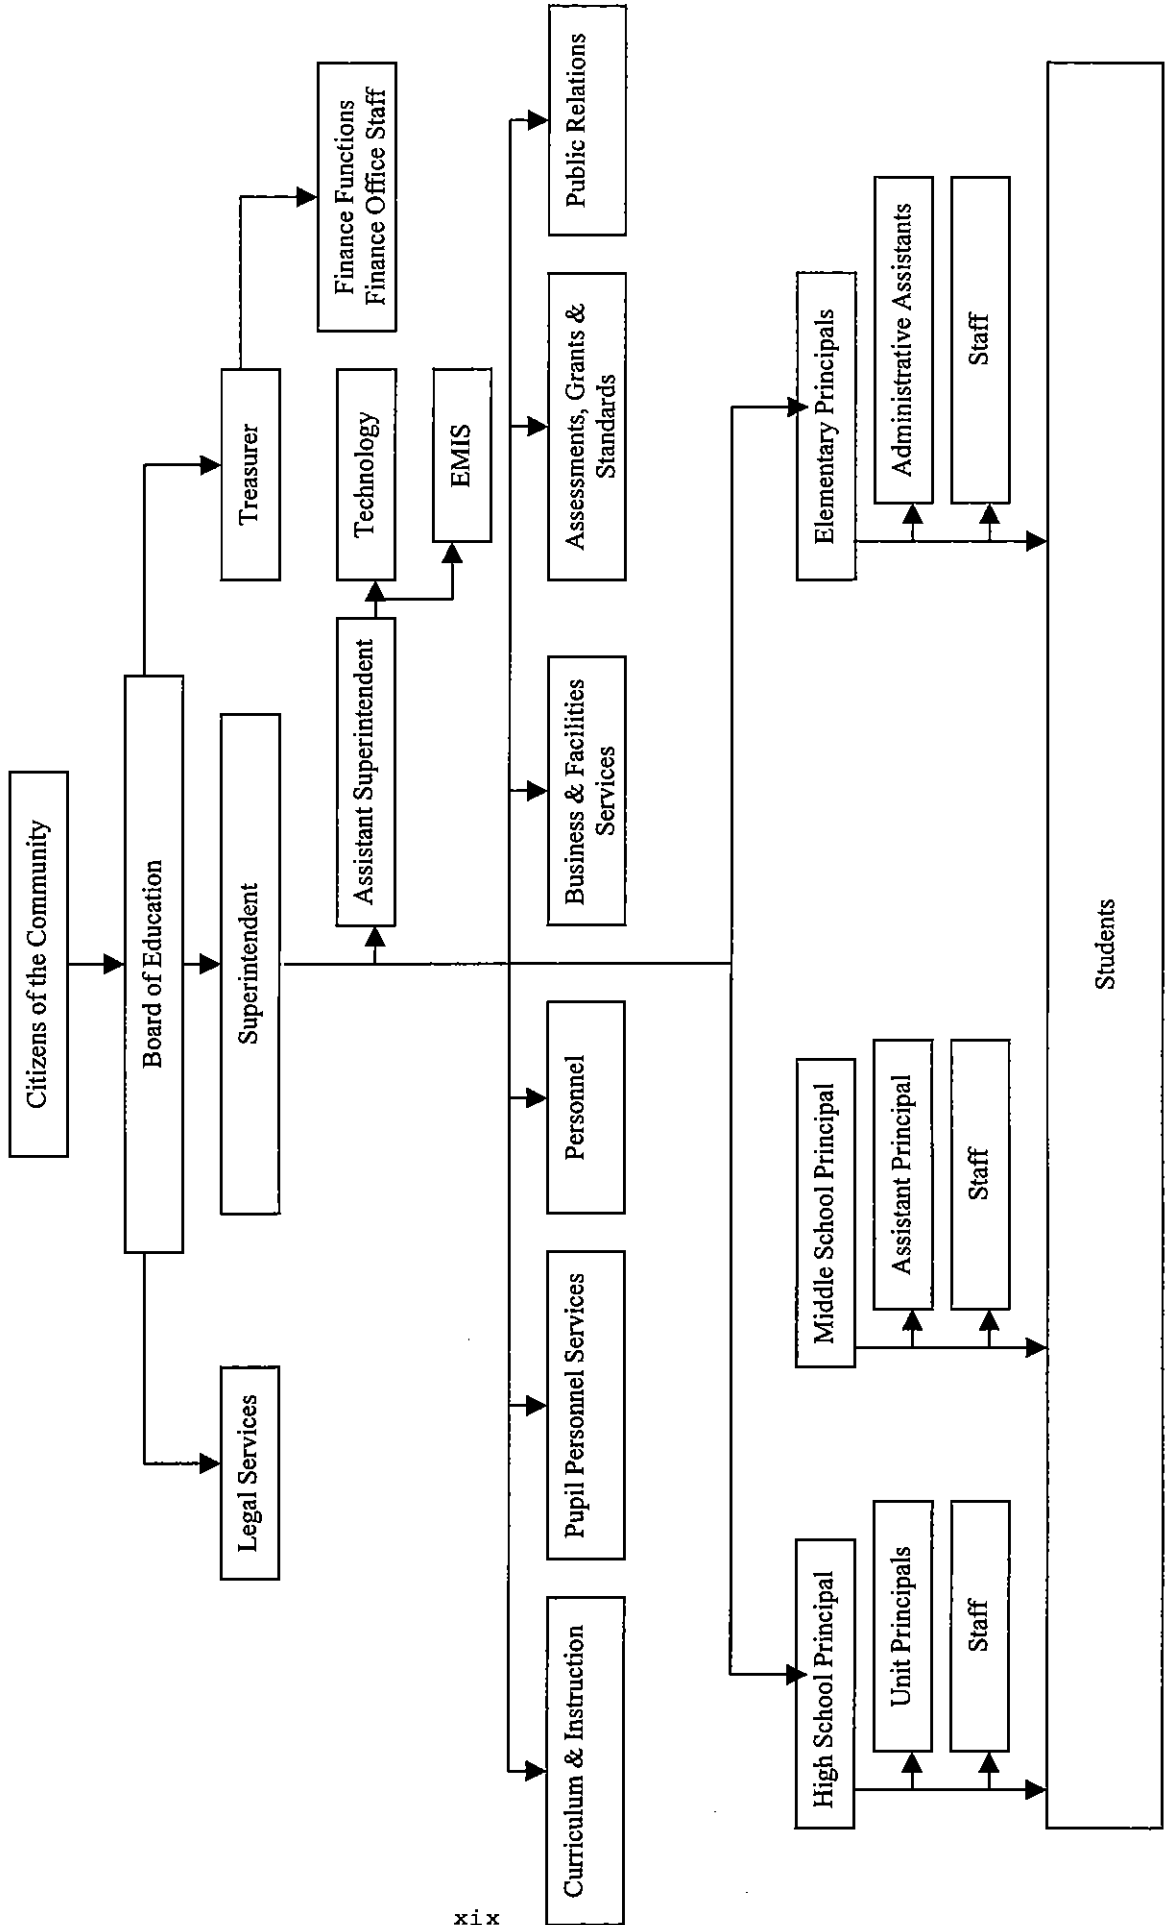 Citizens of the Community
Board of Education
Legal Services
Superintendent
Treasurer
Finance Functions
Finance Office Staff
Assistant Superintendent
Technology
EMIS
Curriculum & Instruction
Pupil Personnel Services
Personnel
Business & Facilities
Services
Assessments, Grants &
Standards
Public Relations
High School Principal
Middle School Principal
Elementary Principals
Unit Principals
Assistant Principal
Administrative Assistants
Staff
Staff
Staff
Students
xix